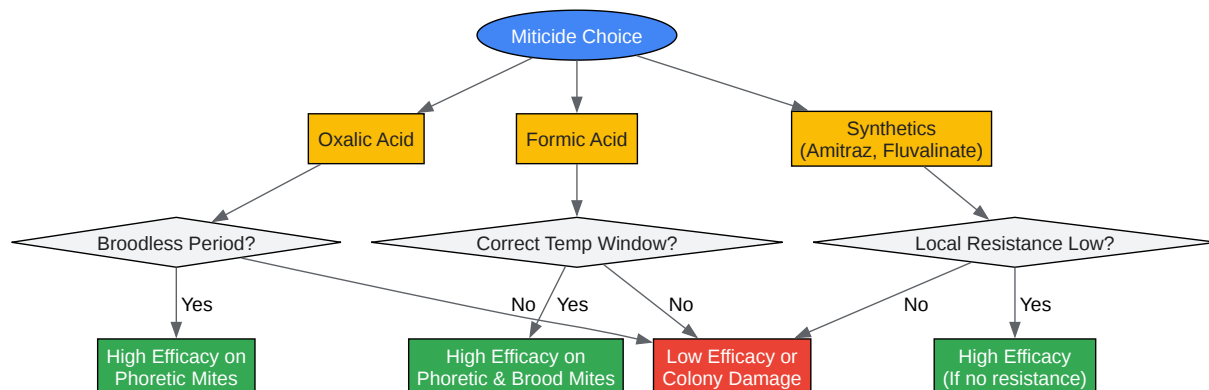 Miticide Choice
Oxalic Acid
Formic Acid
Synthetics
(Amitraz, Fluvalinate)
Broodless Period?
Correct Temp Window?
Local Resistance Low?
Yes
No
Yes
No
No
Yes
High Efficacy on
Phoretic Mites
High Efficacy on
Phoretic & Brood Mites
Low Efficacy or
Colony Damage
High Efficacy
(If no resistance)